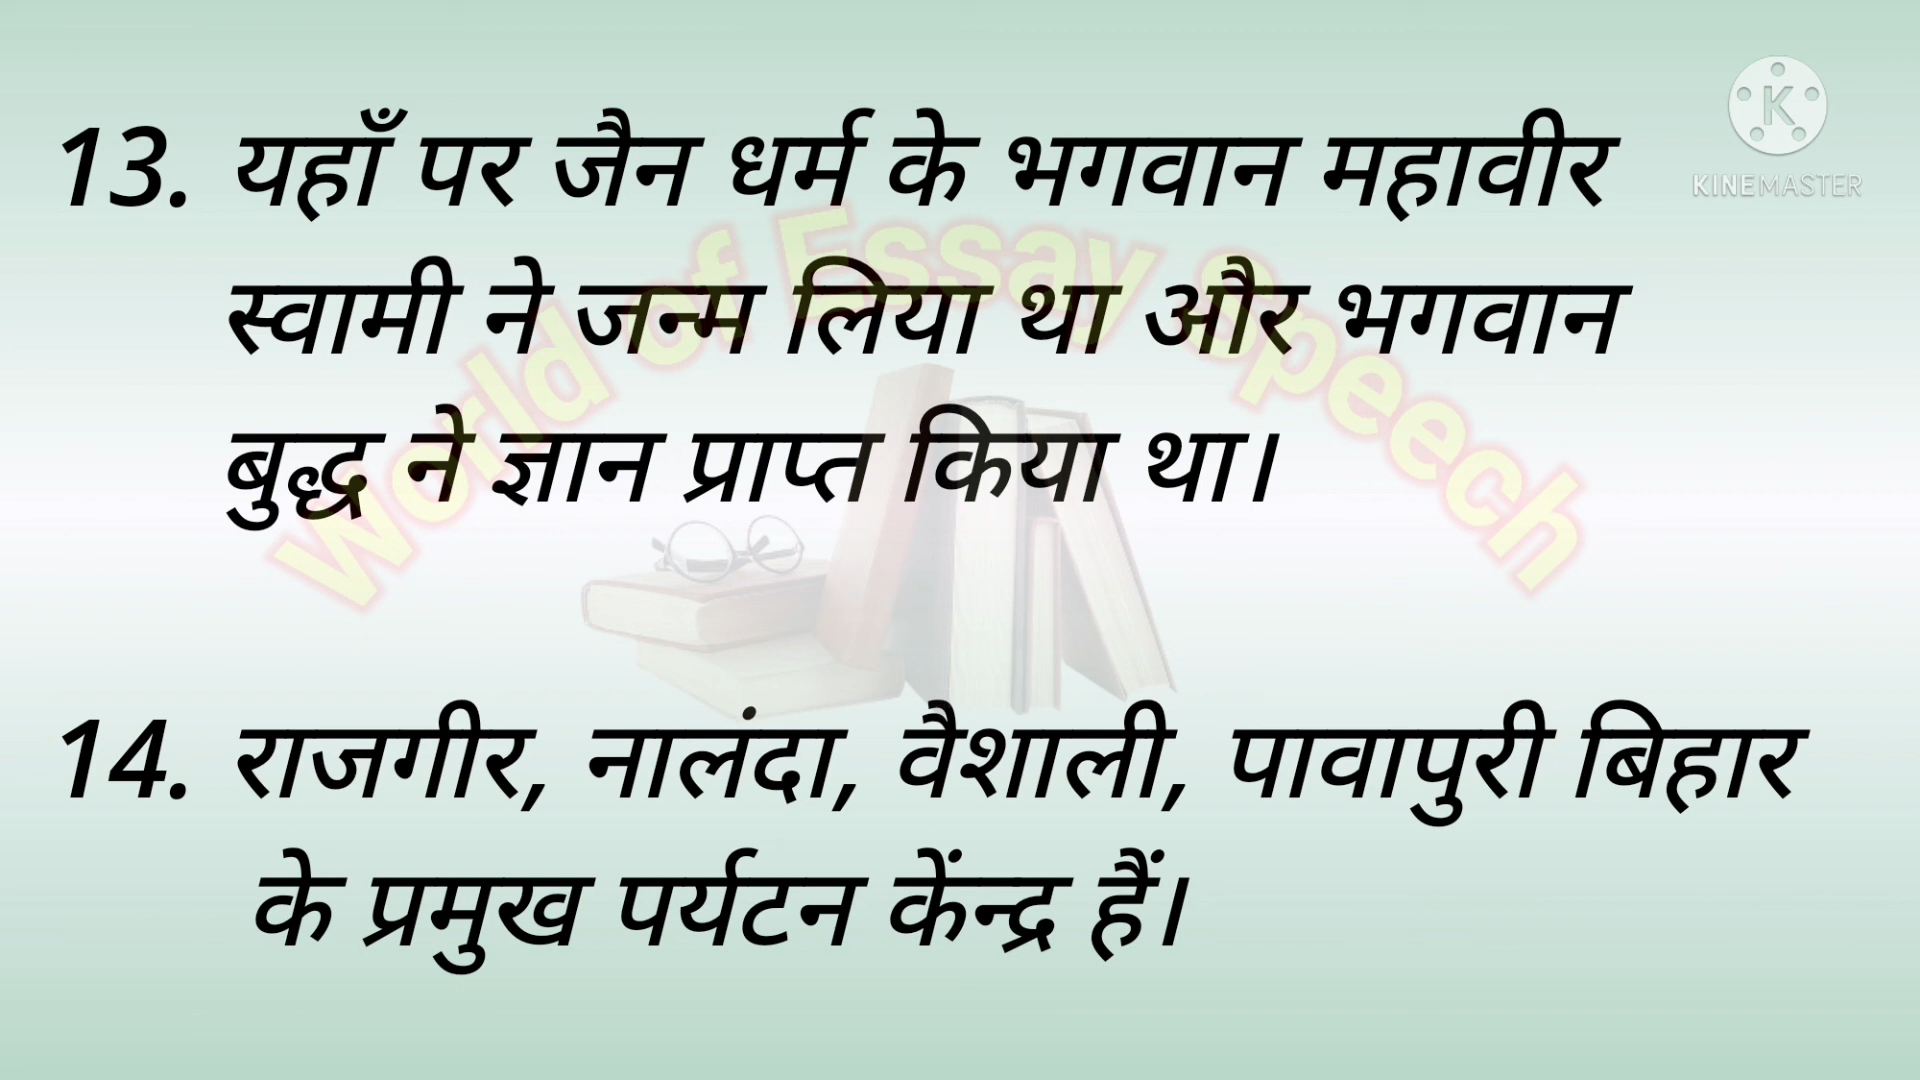 13. यहाँ पर जैन धर्म के भगवान महावीर
स्वामी ने जन्म लिया था और भगवान
बुद्ध ने ज्ञान प्राप्त किया था।
14. राजगीर, नालंदा, वैशाली, पावापुरी बिहार
के प्रमुख पर्यटन केंन्द्र हैं।
World of Essay Speech
K
KINEMASTER